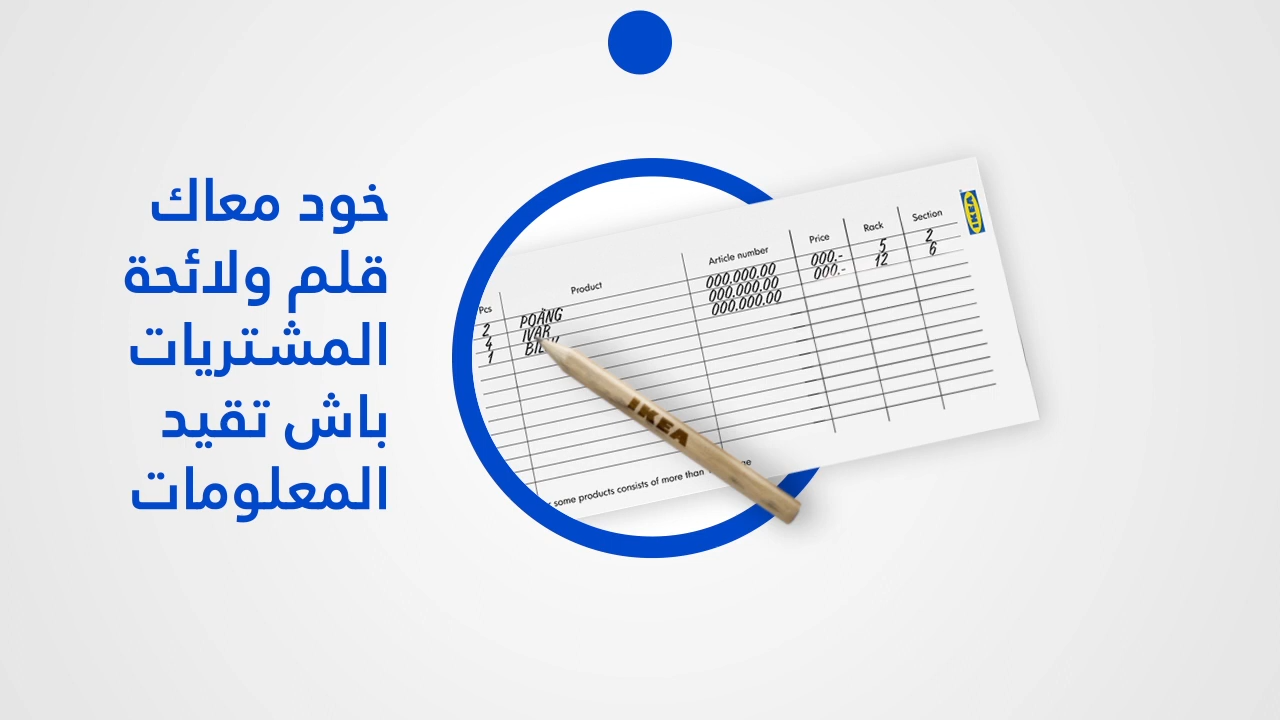 خود معاك
قلم ولائحة
المشتريات
باش تقيد
المعلومات
Pcs Product Article number Price Rack Section
2 POÄNG 000.000.00 000.- 5 2
4 IVAR 000.000.00 000.- 12 6
1 000.000.00
some products consists of more than
IKEA
IKEA